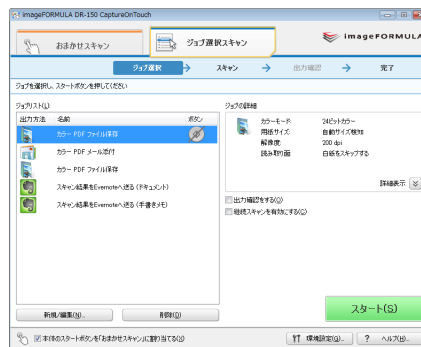 imageFORMULA DR-150 CaptureOnTouch
おまかせスキャン
ジョブ選択スキャン
imageFORMULA
ジョブ選択
スキャン
出力確認
完了
ジョブを選択し、スタートボタンを押してください
ジョブリスト(L)
出力方法 名前 ボタン
カラー PDF ファイル保存
カラー PDF メール添付
カラー PDF ファイル保存
スキャン結果をEvernoteへ送る (ドキュメント)
スキャン結果をEvernoteへ送る (手書きメモ)
新規/編集(N)...
削除(D)
ジョブの詳細
カラーモード 24ビットカラー
用紙サイズ 自動サイズ検知
解像度 200 dpi
読み取り面 白紙をスキップする
詳細表示
出力確認をする(O)
継続スキャンを有効にする(C)
スタート(S)
本体のスタートボタンを「おまかせスキャン」に割り当てる(V)
環境設定(G)...
? ヘルプ(H)...